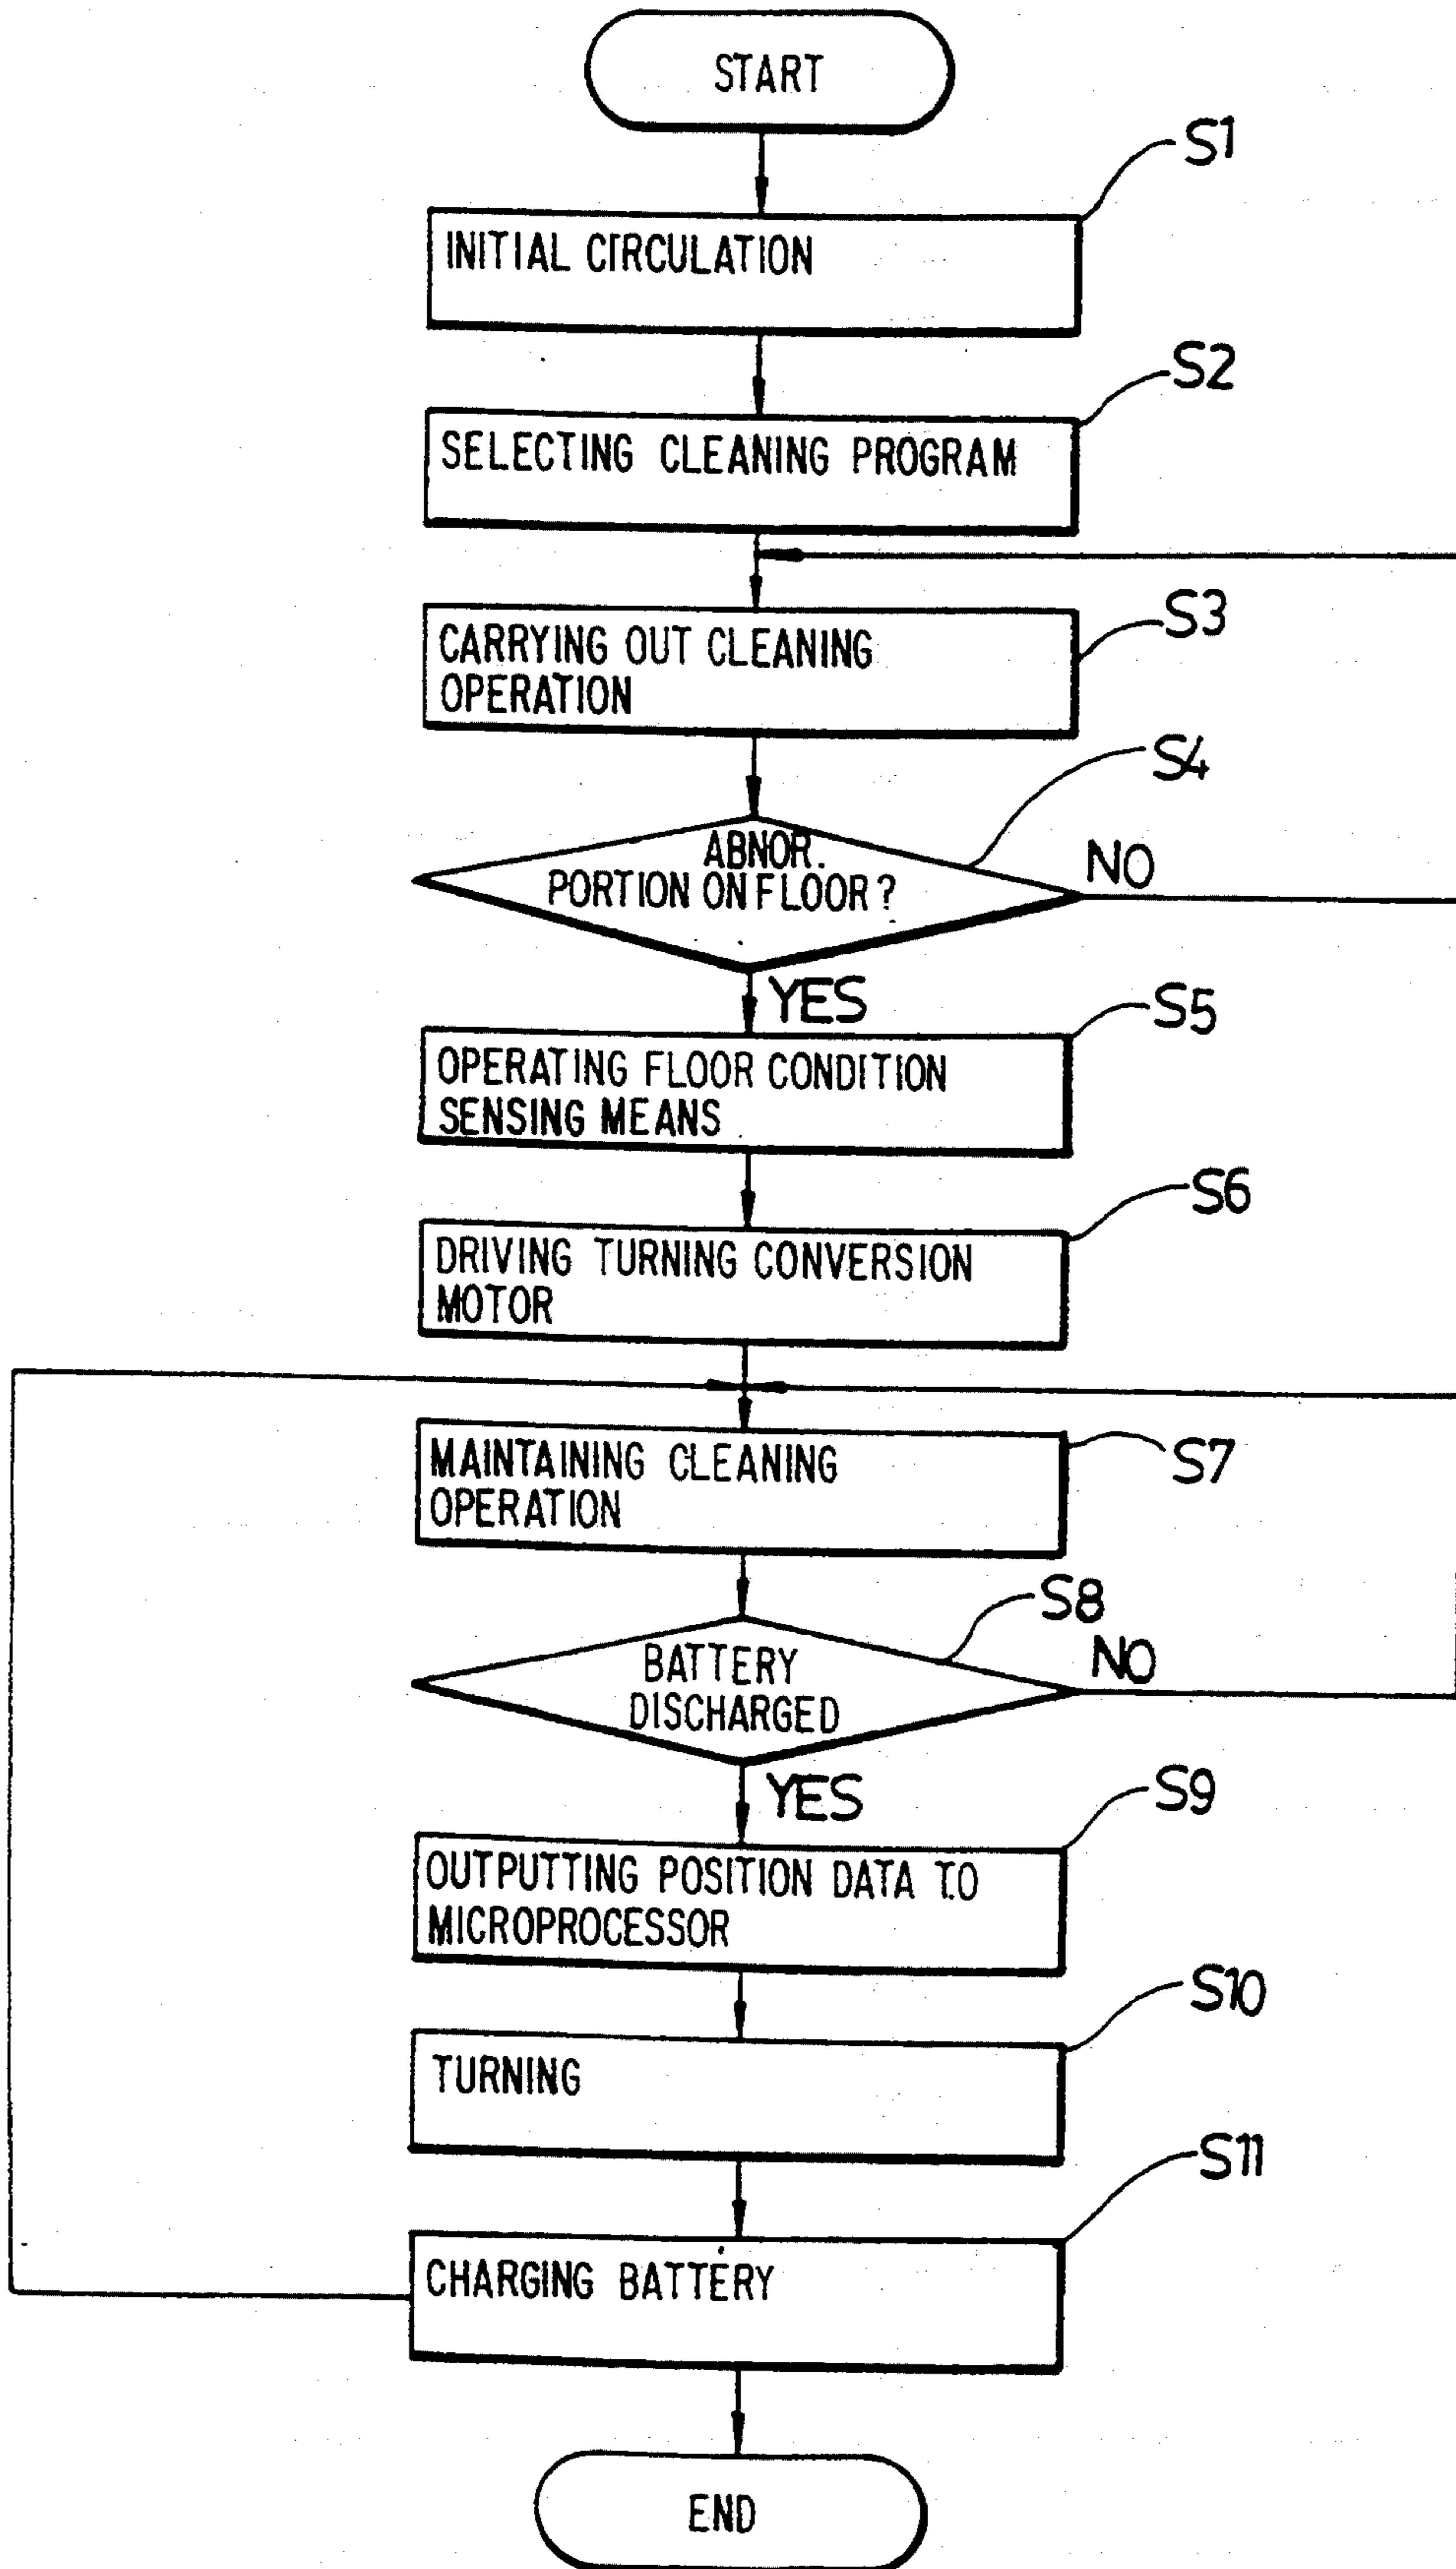 START
S1
INITIAL CIRCULATION
S2
SELECTING CLEANING PROGRAM
S3
CARRYING OUT CLEANING
OPERATION
S4
ABNOR.
PORTION ON FLOOR?
NO
YES
S5
OPERATING FLOOR CONDITION
SENSING MEANS
S6
DRIVING TURNING CONVERSION
MOTOR
S7
MAINTAINING CLEANING
OPERATION
S8
BATTERY
DISCHARGED
NO
YES
S9
OUTPUTTING POSITION DATA TO
MICROPROCESSOR
S10
TURNING
S11
CHARGING BATTERY
END